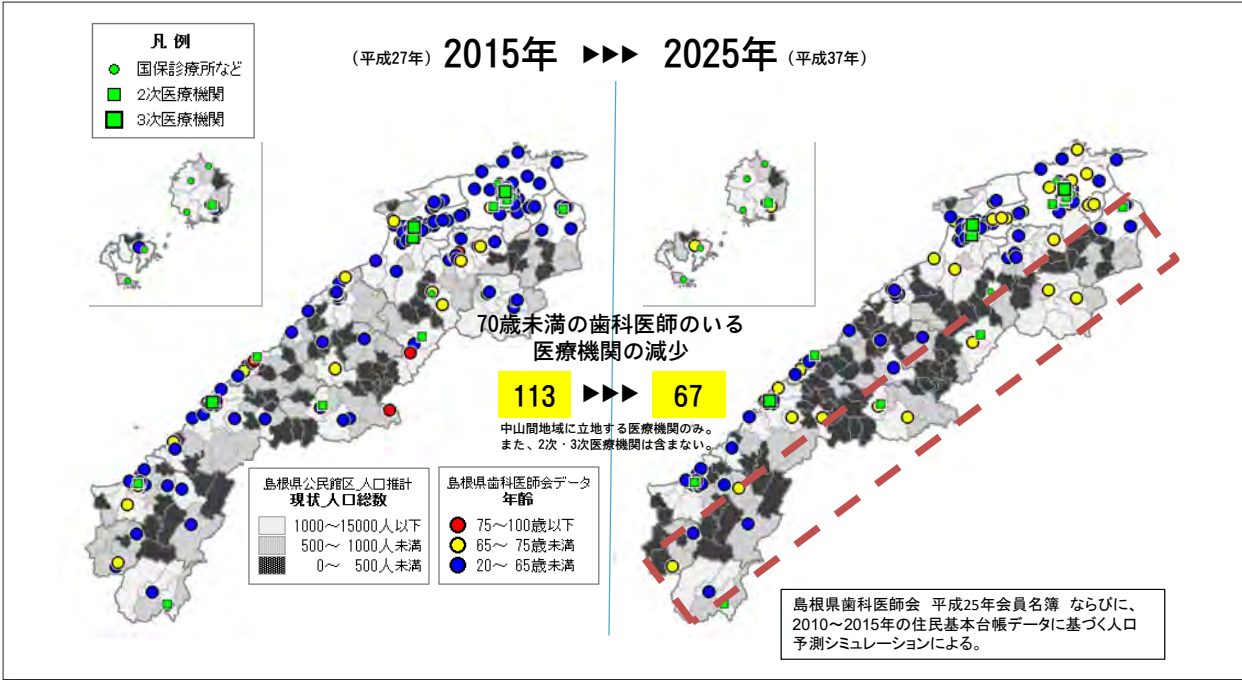 凡 例
国保診療所など
2次医療機関
3次医療機関
(平成27年) 2015年 ▶▶▶ 2025年 (平成37年)
70歳未満の歯科医師のいる
医療機関の減少
113 ▶▶▶ 67
中山間地域に立地する医療機関のみ。
また、2次・3次医療機関は含まない。
島根県公民館区_人口推計
現状_人口総数
1000～15000人以下
500～ 1000人未満
0～ 500人未満
島根県歯科医師会データ
年齢
75～100歳以下
65～ 75歳未満
20～ 65歳未満
島根県歯科医師会 平成25年会員名簿 ならびに、
2010～2015年の住民基本台帳データに基づく人口
予測シミュレーションによる。